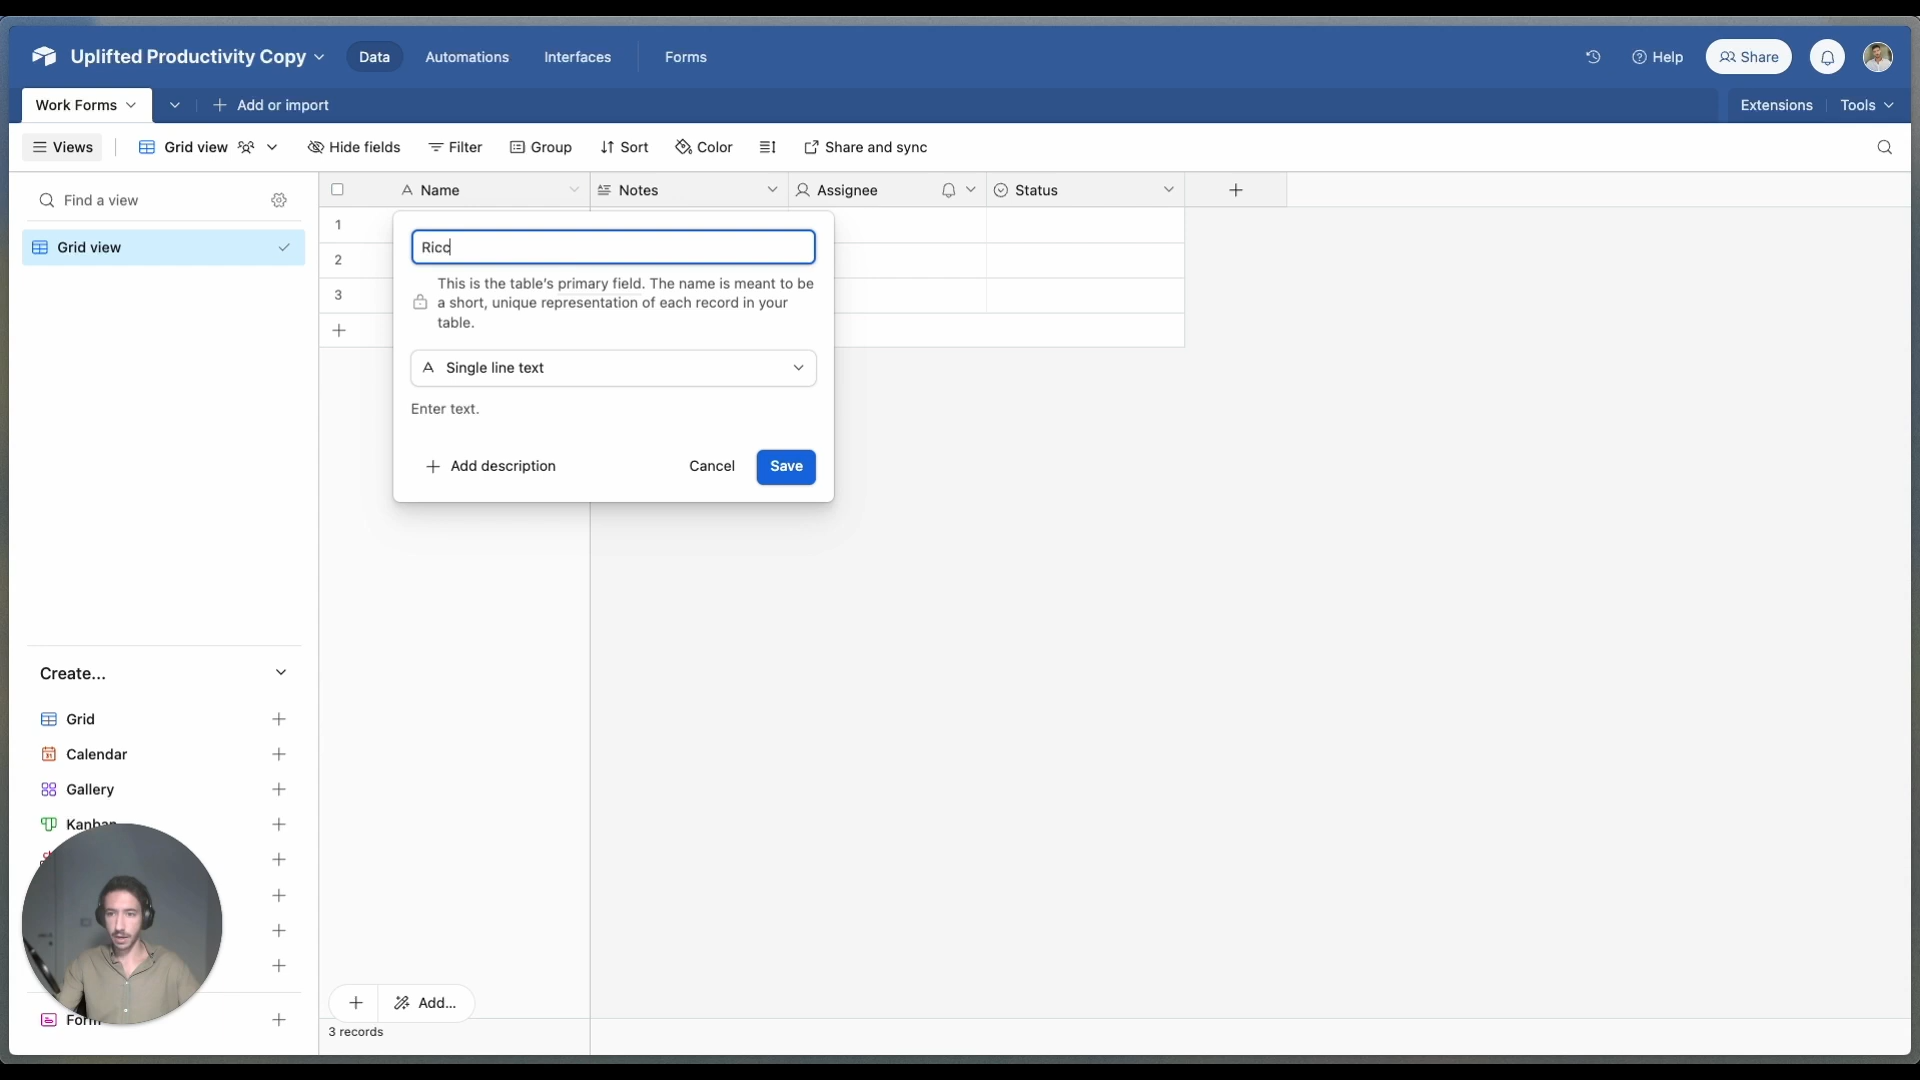 Uplifted Productivity Copy
Data
Automations
Interfaces
Forms
Help
Share
Work Forms
Add or import
Extensions
Tools
Views
Grid view
Hide fields
Filter
Group
Sort
Color
Share and sync
Find a view
Grid view
Name
Notes
Assignee
Status
1
2
3
Ricc
This is the table's primary field. The name is meant to be
a short, unique representation of each record in your
table.
Single line text
Enter text.
Add description
Cancel
Save
Create...
Grid
Calendar
Gallery
Kanban
Form
Add...
3 records